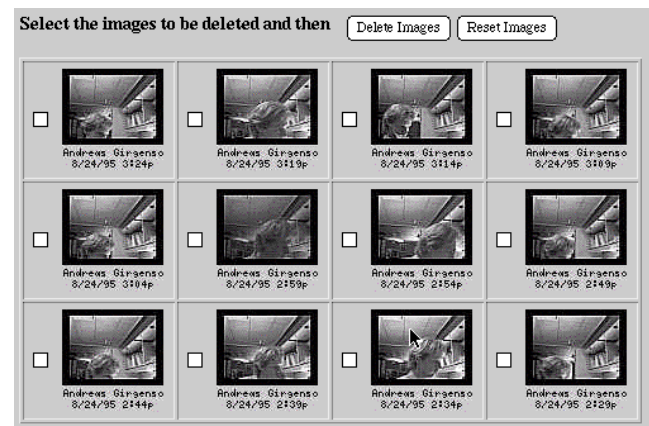 Select the images to be deleted and then Delete Images Reset Images
Andreas Girgenso Andreas Girgenso Andreas Girgenso Andreas Girgenso
8/24/95 3:24p 8/24/95 3:19p 8/24/95 3:14p 8/24/95 3:09p
Andreas Girgenso Andreas Girgenso Andreas Girgenso Andreas Girgenso
8/24/95 3:04p 8/24/95 2:59p 8/24/95 2:54p 8/24/95 2:49p
Andreas Girgenso Andreas Girgenso Andreas Girgenso Andreas Girgenso
8/24/95 2:44p 8/24/95 2:39p 8/24/95 2:34p 8/24/95 2:29p